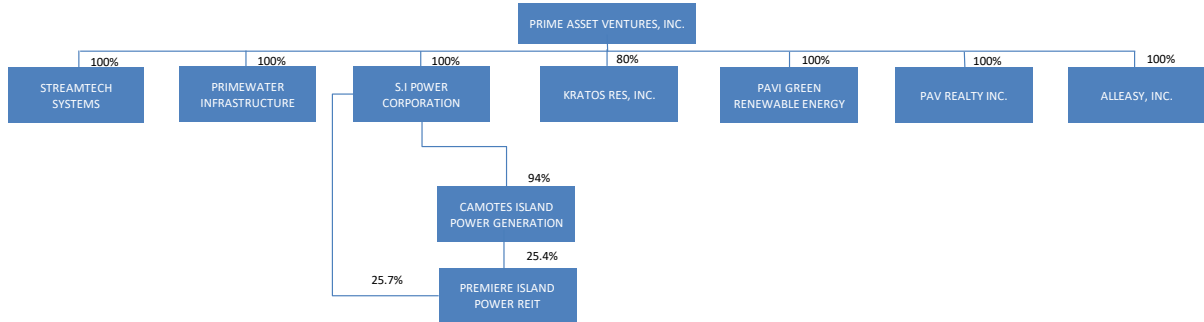 PRIME ASSET VENTURES, INC.
100%
100%
100%
80%
100%
100%
100%
STREAMTECH
SYSTEMS
PRIMEWATER
INFRASTRUCTURE
S.I P0WER
CORPORATION
KRATOS RES, INC.
PAVI GREEN
RENEWABLE ENERGY
PAV REALTY INC.
ALLEASY, INC.
94%
CAMOTES ISLAND
POWER GENERATION
25.4%
25.7%
PREMIERE ISLAND
POWER REIT